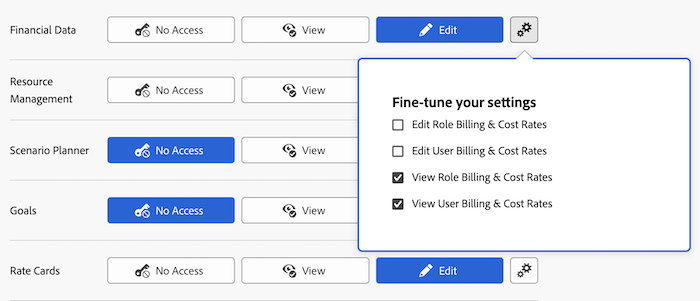 Financial Data
No Access
View
Edit
Resource
Management
No Access
View
Fine-tune your settings
Edit Role Billing & Cost Rates
Edit User Billing & Cost Rates
View Role Billing & Cost Rates
View User Billing & Cost Rates
Scenario Planner
No Access
View
Goals
No Access
View
Rate Cards
No Access
View
Edit